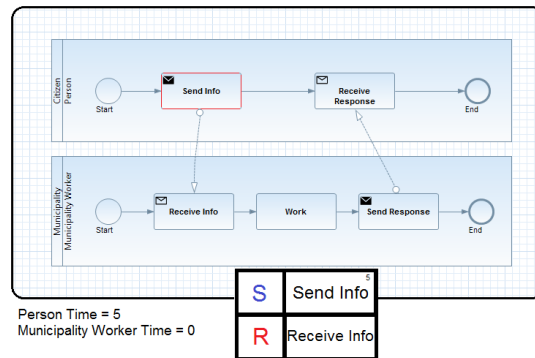 Citizen
Person
Start
Send Info
Receive
Response
End
Municipality
Municipality Worker
Start
Receive Info
Work
Send Response
End
Person Time = 5
Municipality Worker Time = 0
S
Send Info
5
R
Receive Info